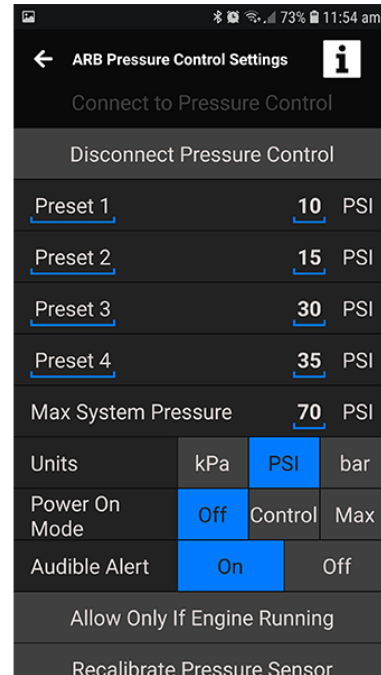 73% 11:54 am
ARB Pressure Control Settings i
Connect to Pressure Control
Disconnect Pressure Control
Preset 1 10 PSI
Preset 2 15 PSI
Preset 3 30 PSI
Preset 4 35 PSI
Max System Pressure 70 PSI
Units kPa PSI bar
Power On
Mode Off Control Max
Audible Alert On Off
Allow Only If Engine Running
Recalibrate Pressure Sensor